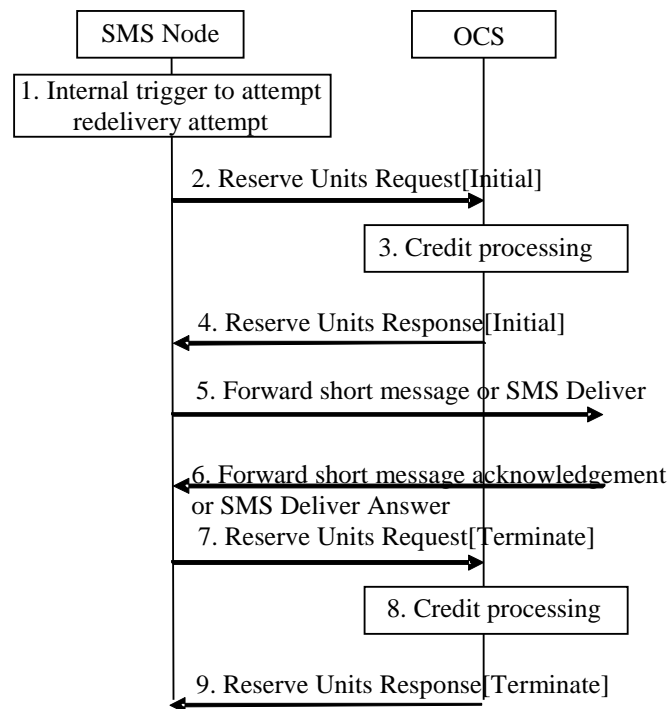 SMS Node
OCS
1. Internal trigger to attempt
redelivery attempt
2. Reserve Units Request[Initial]
3. Credit processing
4. Reserve Units Response[Initial]
5. Forward short message or SMS Deliver
6. Forward short message acknowledgement
or SMS Deliver Answer
7. Reserve Units Request[Terminate]
8. Credit processing
9. Reserve Units Response[Terminate]